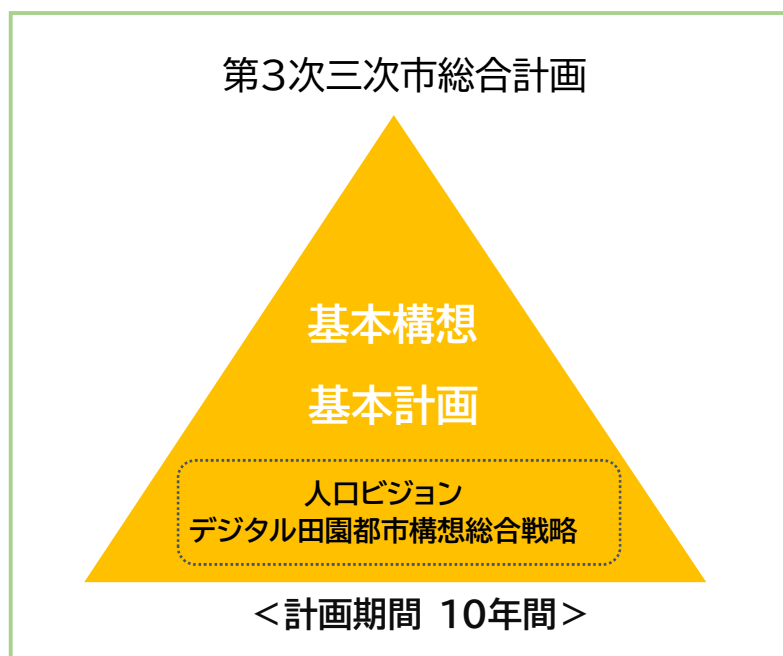 第3次三次市総合計画
基本構想
基本計画
人口ビジョン
デジタル田園都市構想総合戦略
＜計画期間 10年間＞